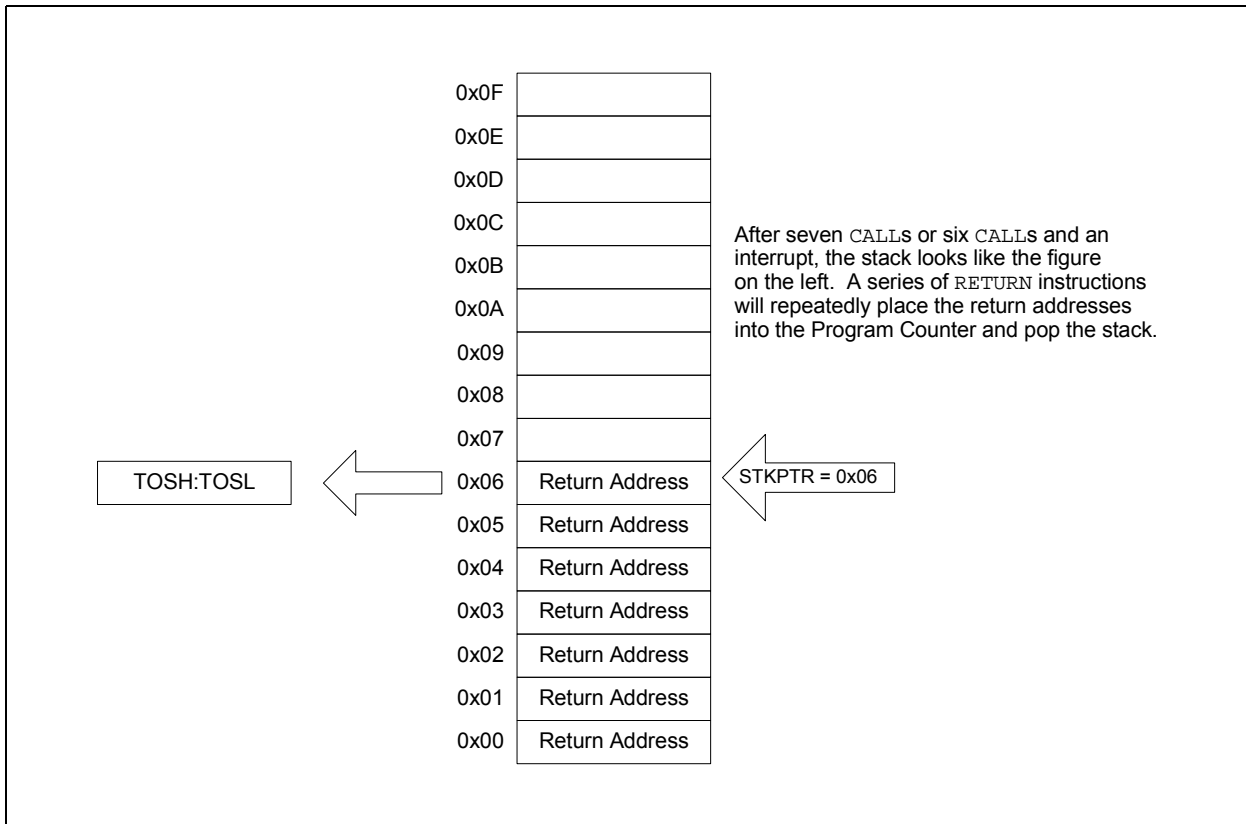 0x0F
0x0E
0x0D
0x0C
0x0B
0x0A
0x09
0x08
0x07
0x06
0x05
0x04
0x03
0x02
0x01
0x00
After seven CALLs or six CALLs and an
interrupt, the stack looks like the figure
on the left. A series of RETURN instructions
will repeatedly place the return addresses
into the Program Counter and pop the stack.
TOSH:TOSL
Return Address
STKPTR = 0x06
Return Address
Return Address
Return Address
Return Address
Return Address
Return Address